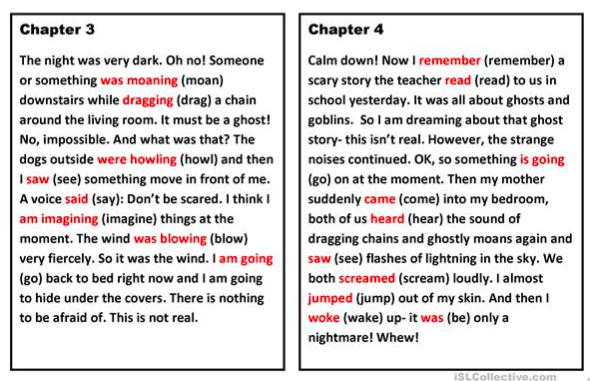 Chapter 3
The night was very dark. Oh no! Someone
or something was moaning (moan)
downstairs while dragging (drag) a chain
around the living room. It must be a ghost!
No, impossible. And what was that? The
dogs outside were howling (howl) and then
I saw (see) something move in front of me.
A voice said (say): Don't be scared. I think I
am imagining (imagine) things at the
moment. The wind was blowing (blow)
very fiercely. So it was the wind. I am going
(go) back to bed right now and I am going
to hide under the covers. There is nothing
to be afraid of. This is not real.
Chapter 4
Calm down! Now I remember (remember) a
scary story the teacher read (read) to us in
school yesterday. It was all about ghosts and
goblins. So I am dreaming about that ghost
story- this isn't real. However, the strange
noises continued. OK, so something is going
(go) on at the moment. Then my mother
suddenly came (come) into my bedroom,
both of us heard (hear) the sound of
dragging chains and ghostly moans again and
saw (see) flashes of lightning in the sky. We
both screamed (scream) loudly. I almost
jumped (jump) out of my skin. And then I
woke (wake) up- it was (be) only a
nightmare! Whew!
iSLCollective.com